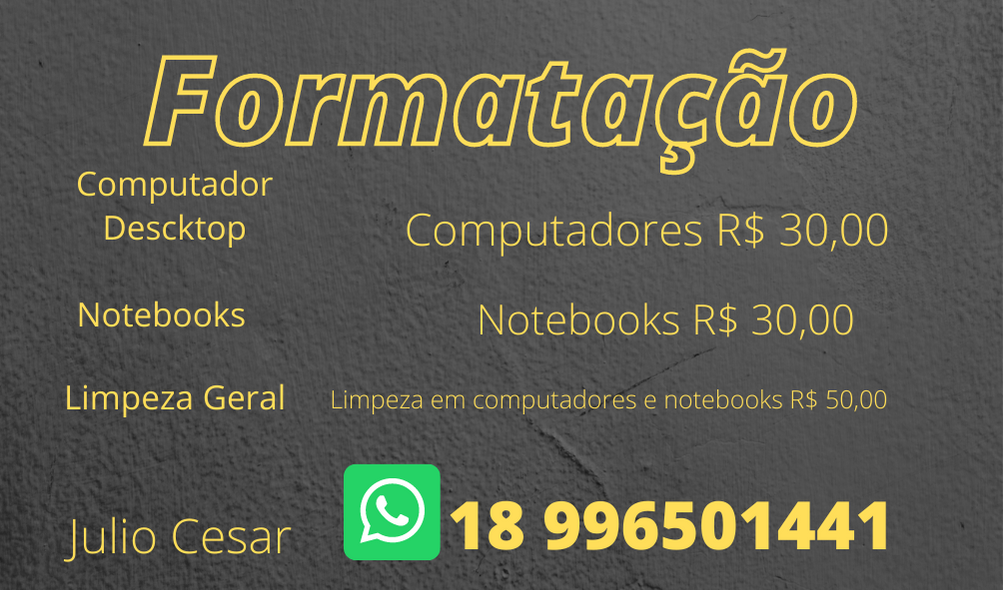 Formatação
Computador
Descktop
Computadores R$ 30,00
Notebooks
Notebooks R$ 30,00
Limpeza Geral
Limpeza em computadores e notebooks R$ 50,00
Julio Cesar
18 996501441